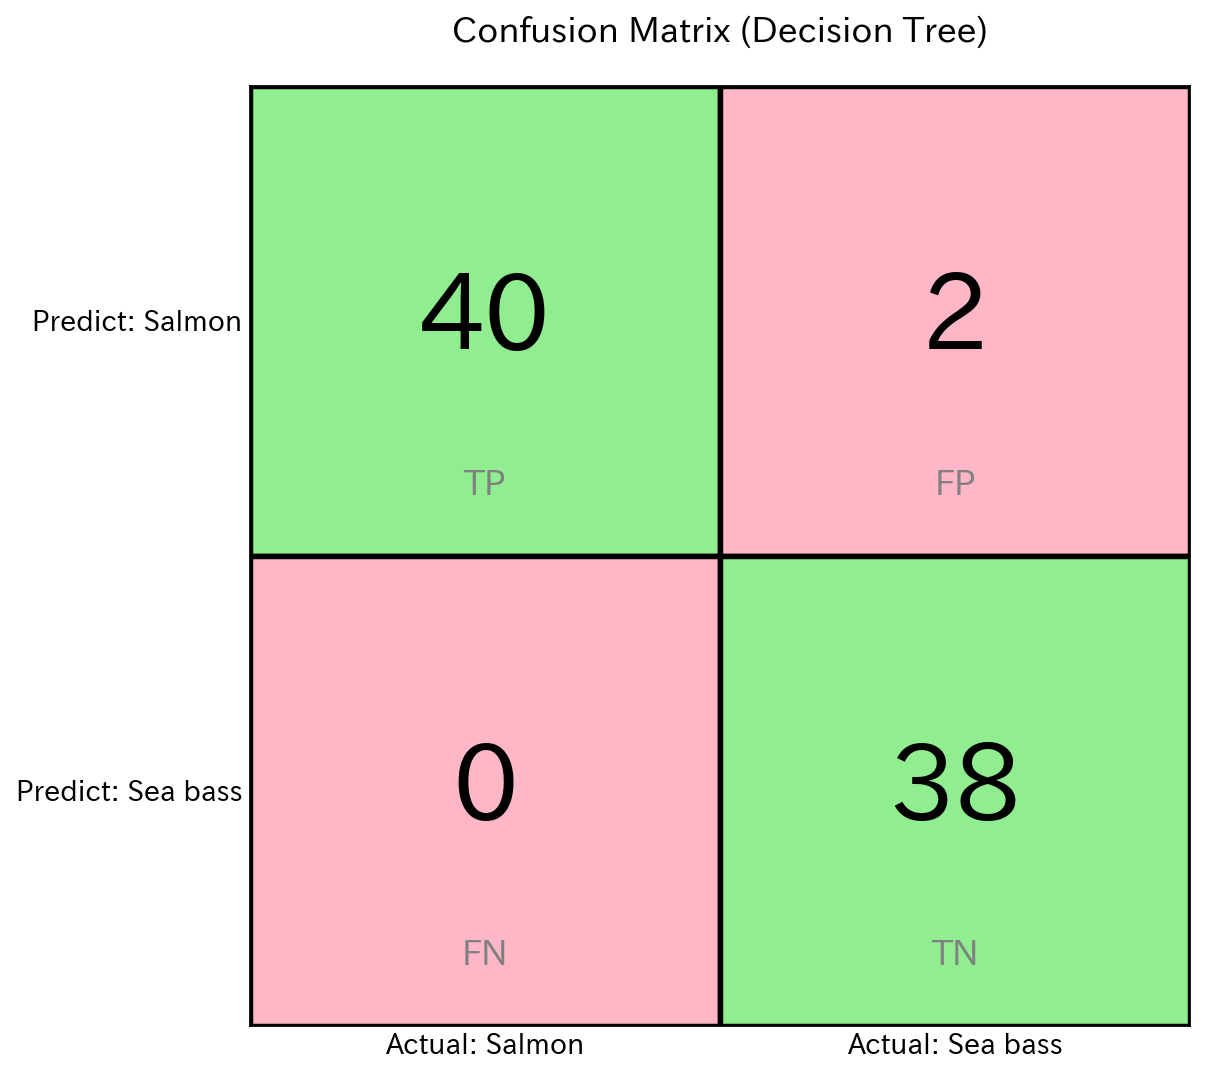 Confusion Matrix (Decision Tree)
Predict: Salmon
40
2
TP
FP
Predict: Sea bass
0
38
FN
TN
Actual: Salmon
Actual: Sea bass